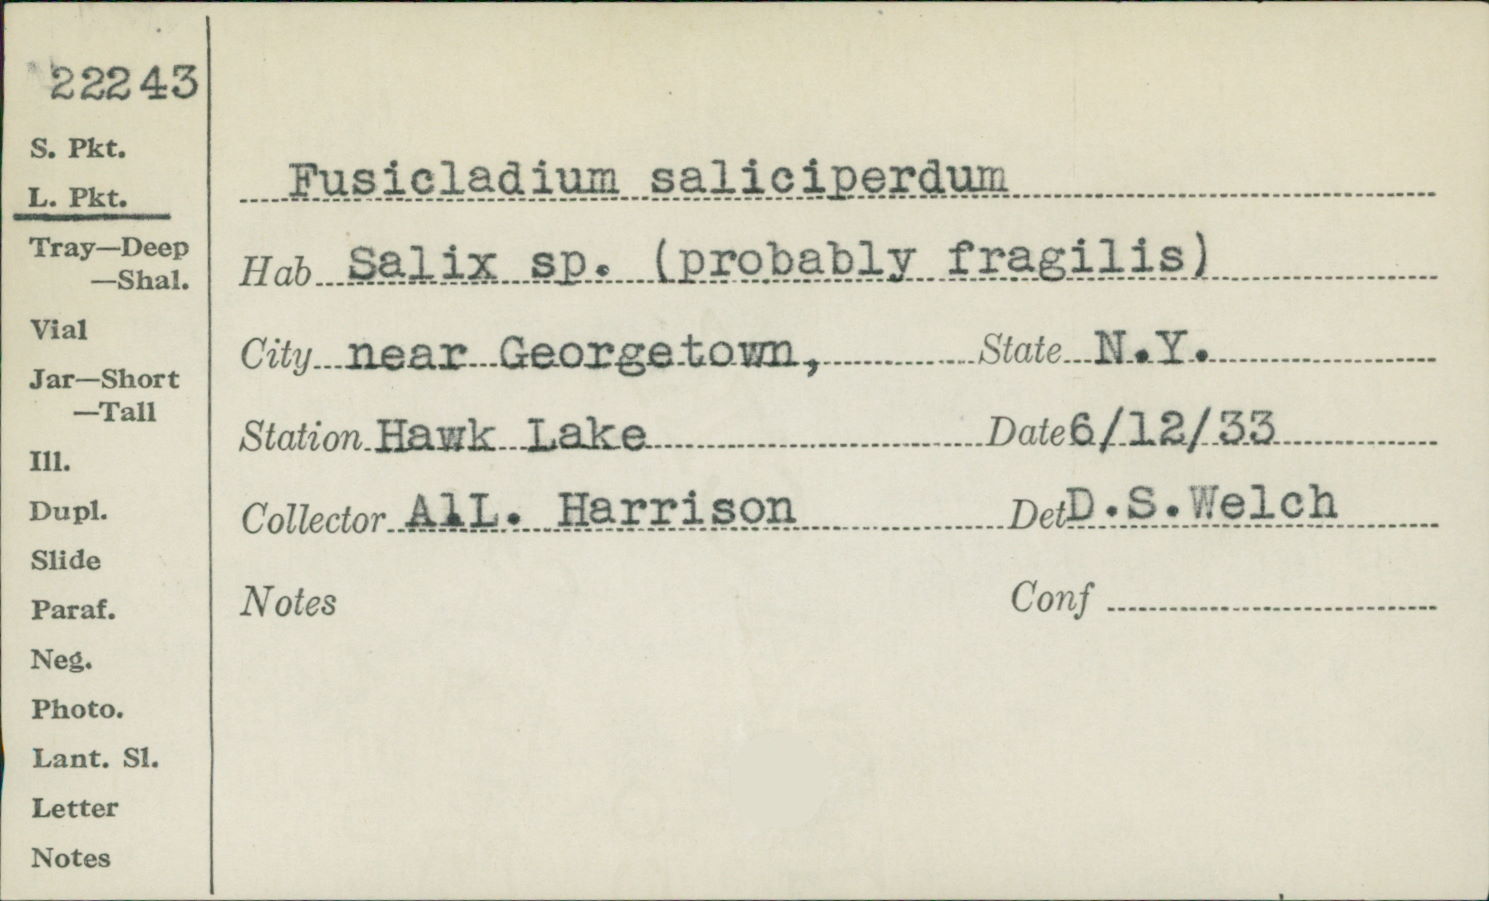 22243
S. Pkt.
L. Pkt.
Tray—Deep
—Shal.
Vial
Jar—Short
—Tall
Ill.
Dupl.
Slide
Paraf.
Neg.
Photo.
Lant. Sl.
Letter
Notes
Fusicladium saliciperdum
Hab Salix sp. (probably fragilis)
City near Georgetown, State N.Y.
Station Hawk Lake Date 6/12/33
Collector A.L. Harrison Det D.S.Welch
Notes Conf